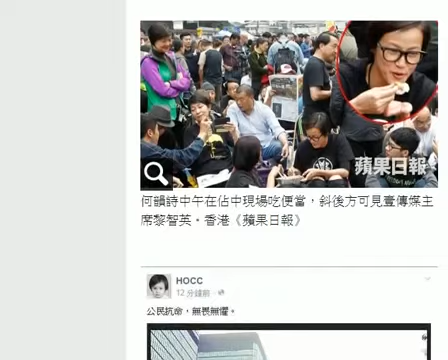 蘋果日報
何韻詩中午在佔中現場吃便當，斜後方可見壹傳媒主
席黎智英。香港《蘋果日報》
HOCC
12 分鐘前
公民抗命，無畏無懼。